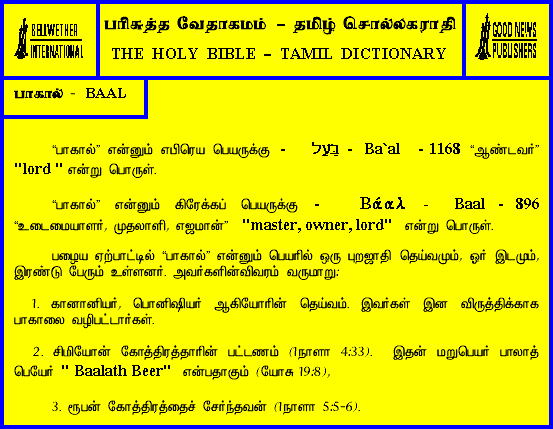 BELLWETHER
INTERNATIONAL
பரிசுத்த வேதாகமம் – தமிழ் சொல்லகராதி
THE HOLY BIBLE – TAMIL DICTIONARY
GOOD NEWS
PUBLISHERS
பாகால் - BAAL
“பாகால்” என்னும் எபிரெய பெயருக்கு - בַּעַל - Ba`al - 1168 “ஆண்டவர்”
"lord " என்று பொருள்.
“பாகால்” என்னும் கிரேக்கப் பெயருக்கு - Βάαλ - Baal - 896
“உடைமையாளர், முதலாளி, எஜமான்” "master, owner, lord" என்று பொருள்.
பழைய ஏற்பாட்டில் “பாகால்” என்னும் பெயரில் ஒரு புறஜாதி தெய்வமும், ஓர் இடமும்,
இரண்டு பேரும் உள்ளனர். அவர்களின்விவரம் வருமாறு:
1. கானானியர், பொனிஷியர் ஆகியோரின் தெய்வம். இவர்கள் இன விருத்திக்காக
பாகாலை வழிபட்டார்கள்.
2. சிமியோன் கோத்திரத்தாரின் பட்டணம் (1நாளா 4:33). இதன் மறுபெயர் பாலாத்
பெயேர் " Baalath Beer" என்பதாகும் (யோசு 19:8),
3. ரூபன் கோத்திரத்தைச் சேர்ந்தவன் (1நாளா 5:5-6).